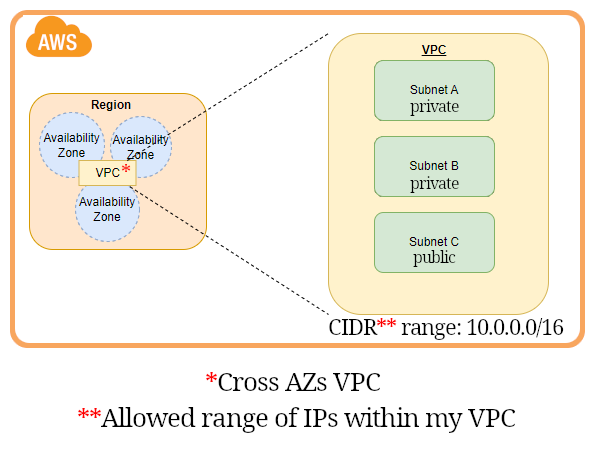 AWS
Region
Availability
Zone
Availability
Zone
VPC*
Availability
Zone
VPC
Subnet A
private
Subnet B
private
Subnet C
public
CIDR** range: 10.0.0.0/16
*Cross AZs VPC
**Allowed range of IPs within my VPC